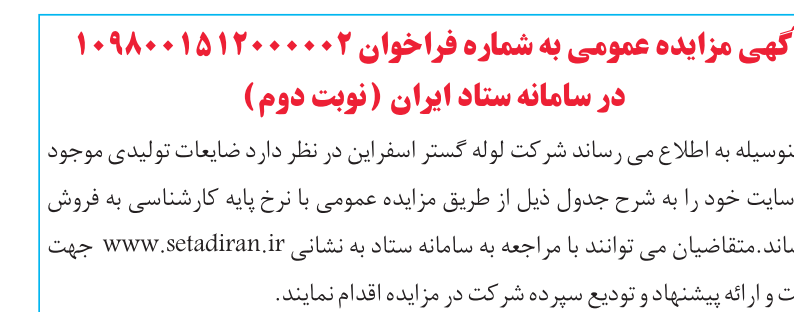 آگهی مزایده عمومی به شماره فراخوان ۱۰۹۸۰۰۱۵۱۲۰۰۰۰۰۲
در سامانه ستاد ایران (نوبت دوم)
به اطلاع می رساند شرکت لوله گستر اسفراین در نظر دارد ضایعات تولیدی موجود
سایت خود را به شرح جدول ذیل از طریق مزایده عمومی با نرخ پایه کارشناسی به فروش
متقاضیان می توانند با مراجعه به سامانه ستاد به نشانی www.setadiran.ir جهت
و ارائه پیشنهاد و تودیع سپرده شرکت در مزایده اقدام نمایند.